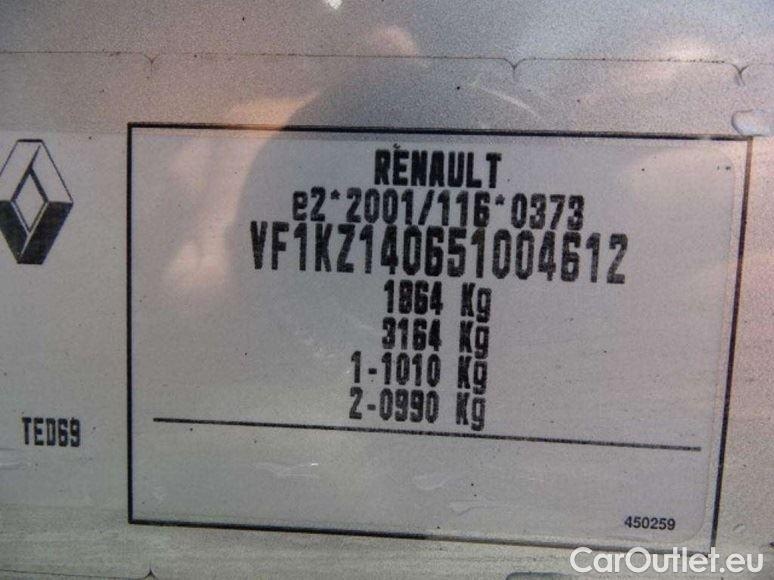 RENAULT
e2*2001/116*0373
VF1KZ140651004612
1864 Kg
3164 Kg
1-1010 Kg
2-0990 Kg
TED69
450259
CarOutlet.eu